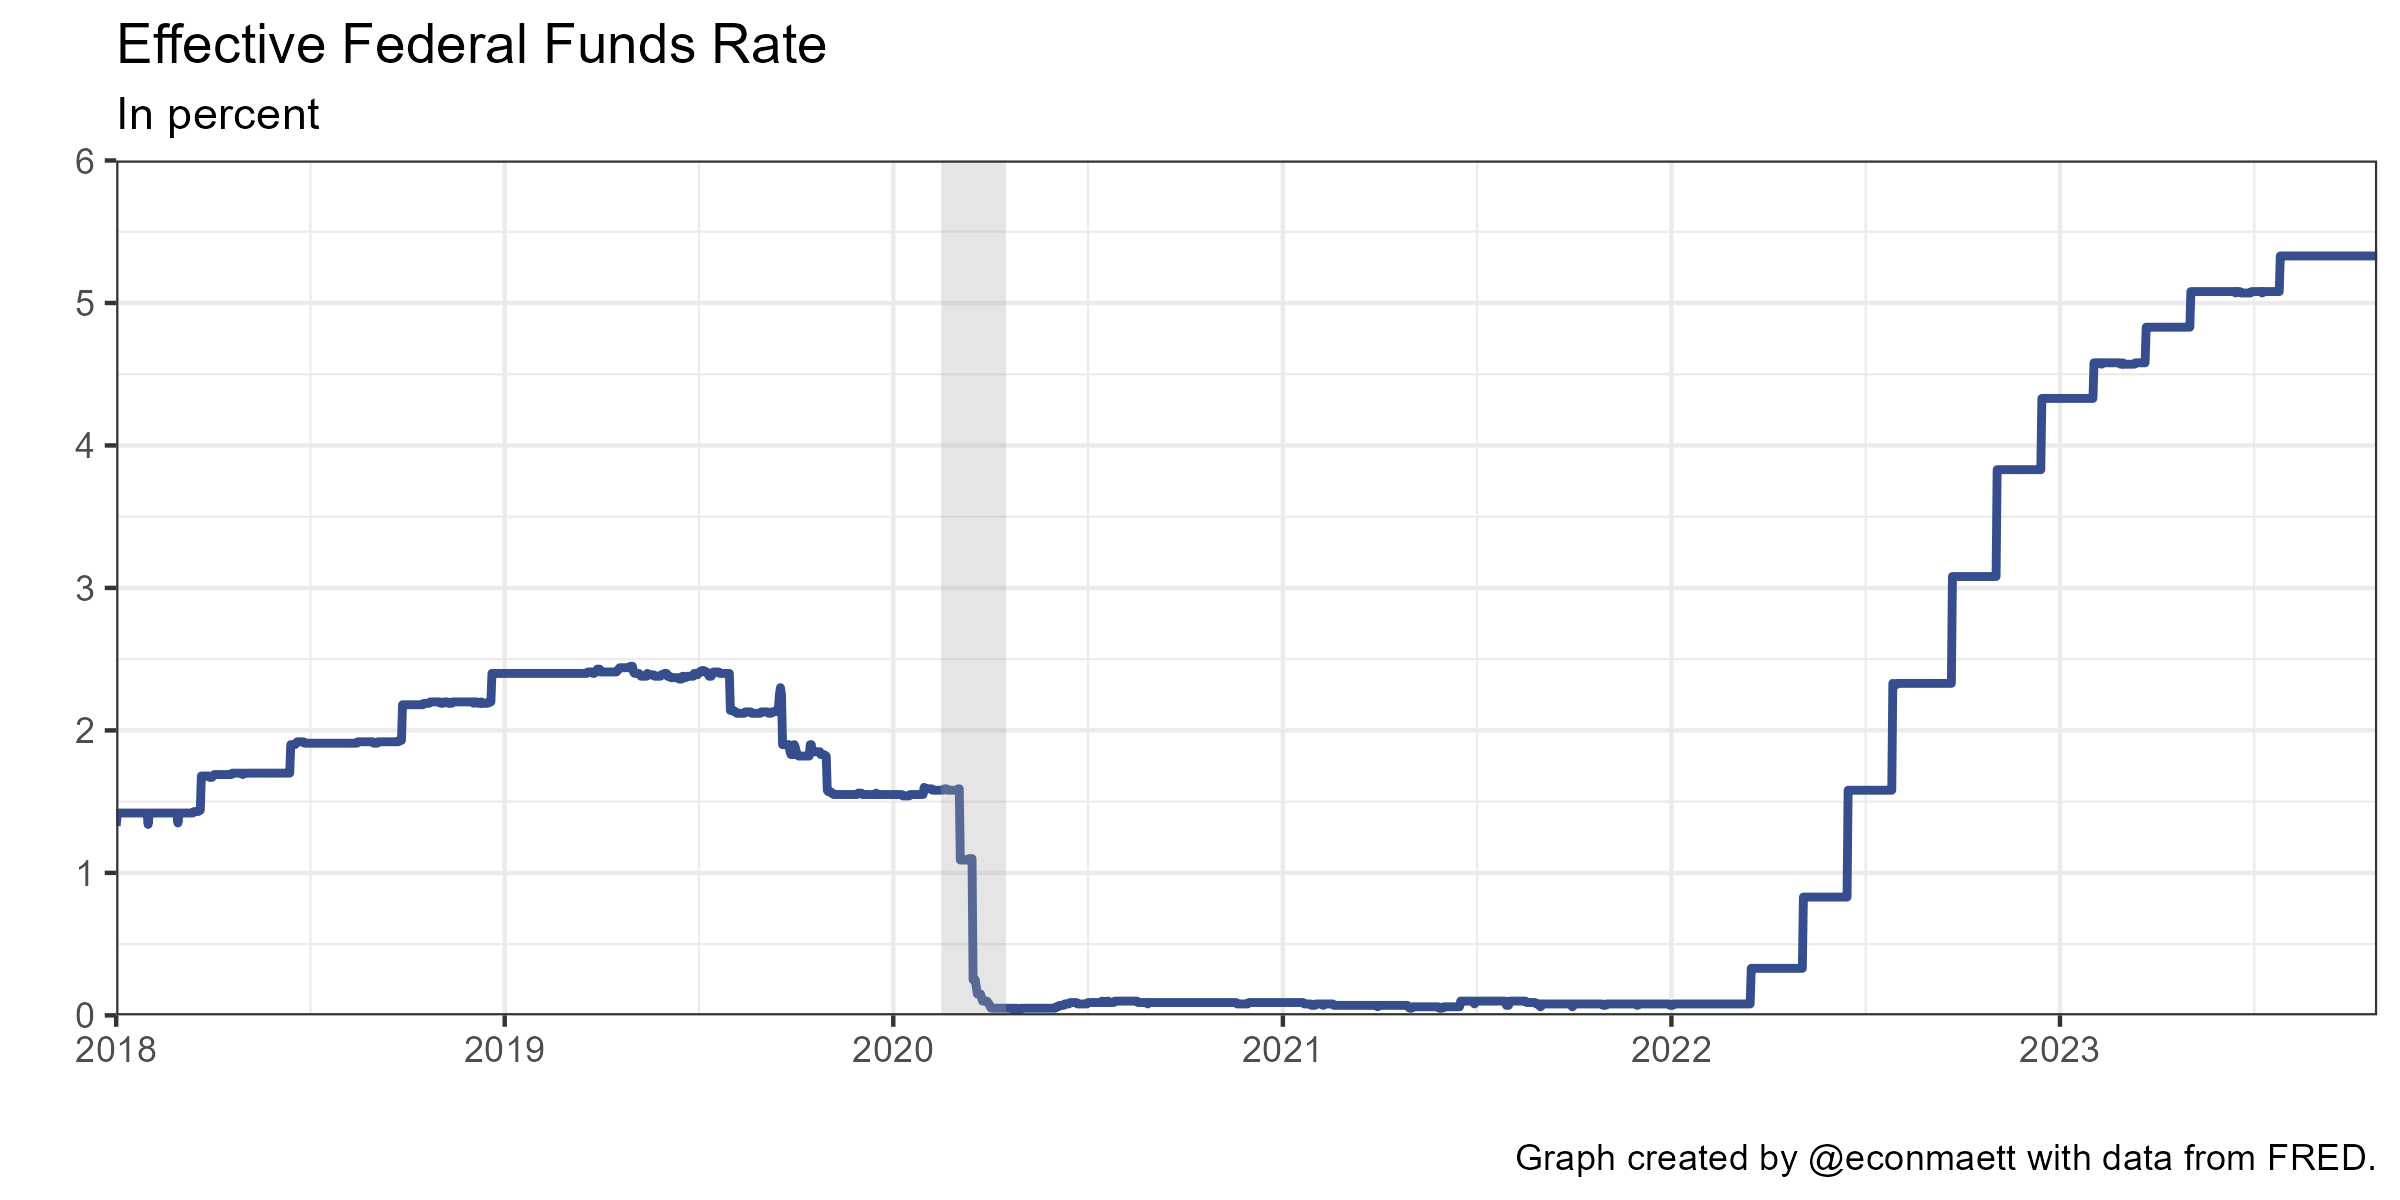 Effective Federal Funds Rate
In percent
6
5
4
3
2
1
0
2018 2019 2020 2021 2022 2023
Graph created by @econmaett with data from FRED.